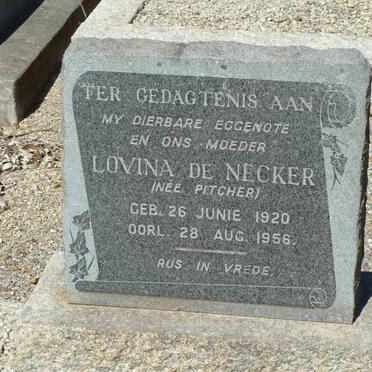 TER GEDAGTENIS AAN
MY DIERBARE EGGENOTE
EN ONS MOEDER
LOVINA DE NECKER
(NÉE PITCHER)
GEB. 26 JUNIE 1920
OORL. 28 AUG. 1956.
RUS IN VREDE.